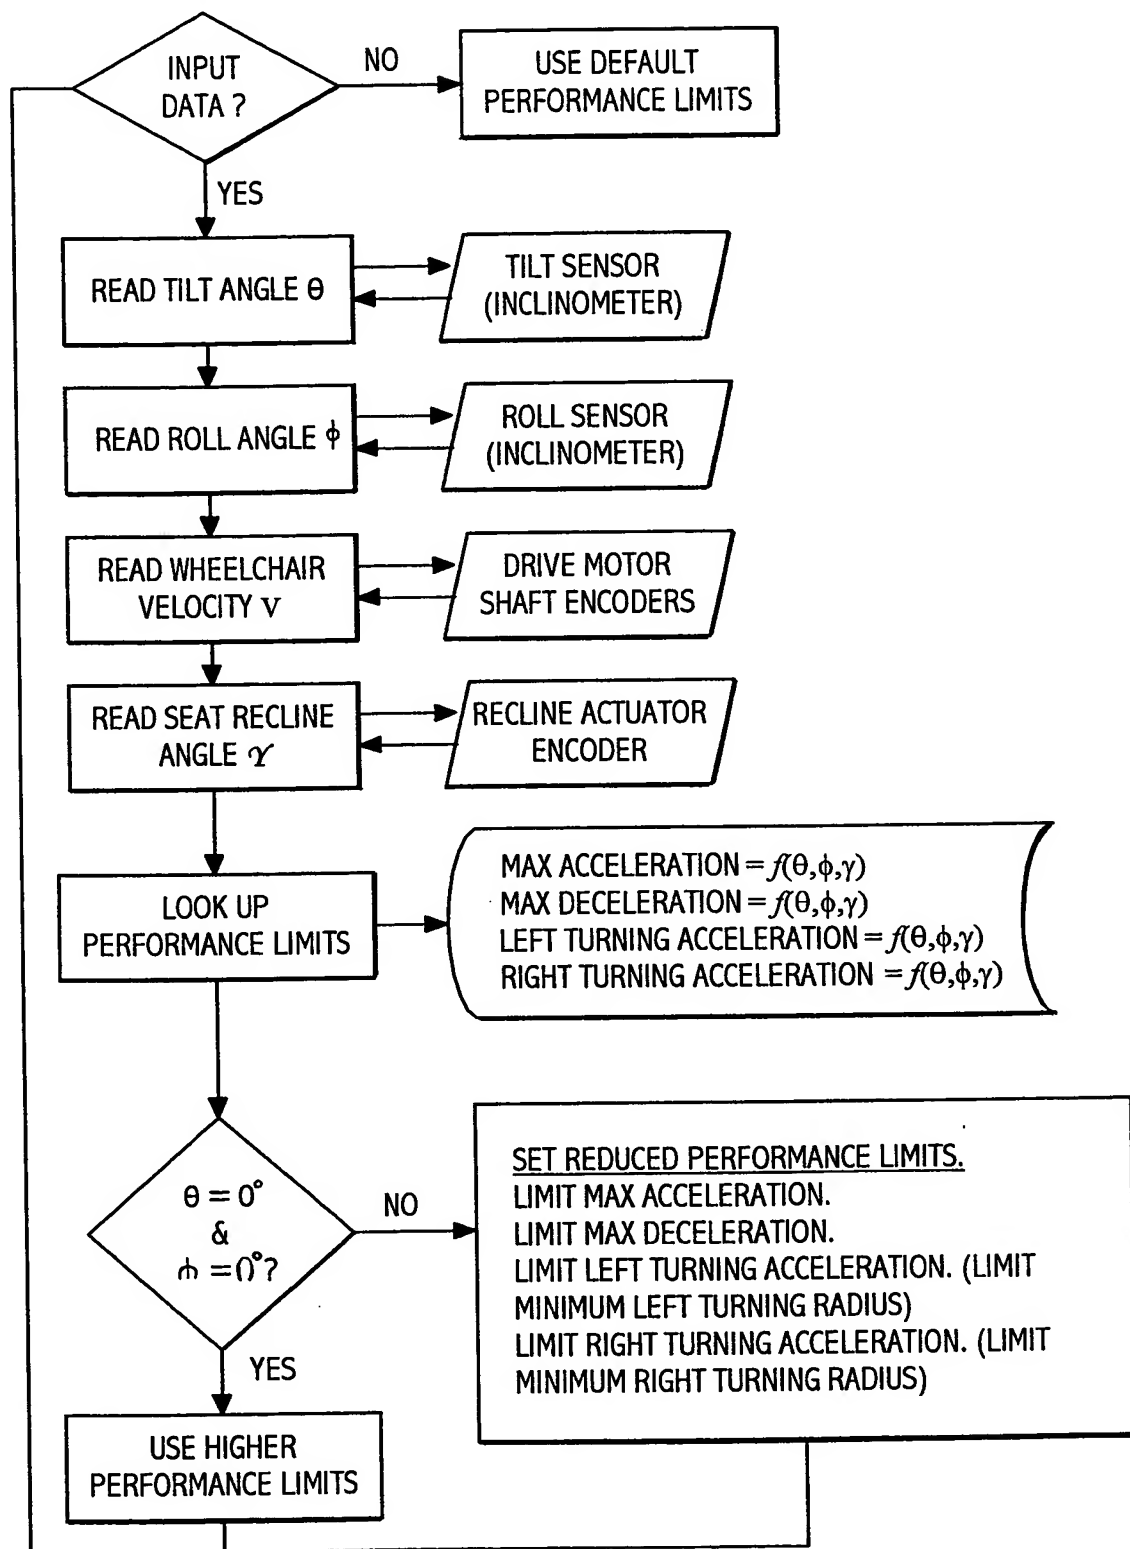 INPUT
DATA ?
NO
USE DEFAULT
PERFORMANCE LIMITS
YES
READ TILT ANGLE θ
TILT SENSOR
(INCLINOMETER)
READ ROLL ANGLE ϕ
ROLL SENSOR
(INCLINOMETER)
READ WHEELCHAIR
VELOCITY V
DRIVE MOTOR
SHAFT ENCODERS
READ SEAT RECLINE
ANGLE γ
RECLINE ACTUATOR
ENCODER
LOOK UP
PERFORMANCE LIMITS
MAX ACCELERATION = f(θ,ϕ,γ)
MAX DECELERATION = f(θ,ϕ,γ)
LEFT TURNING ACCELERATION = f(θ,ϕ,γ)
RIGHT TURNING ACCELERATION = f(θ,ϕ,γ)
θ = 0°
&
ϕ = 0°?
NO
SET REDUCED PERFORMANCE LIMITS.
LIMIT MAX ACCELERATION.
LIMIT MAX DECELERATION.
LIMIT LEFT TURNING ACCELERATION. (LIMIT
MINIMUM LEFT TURNING RADIUS)
LIMIT RIGHT TURNING ACCELERATION. (LIMIT
MINIMUM RIGHT TURNING RADIUS)
YES
USE HIGHER
PERFORMANCE LIMITS